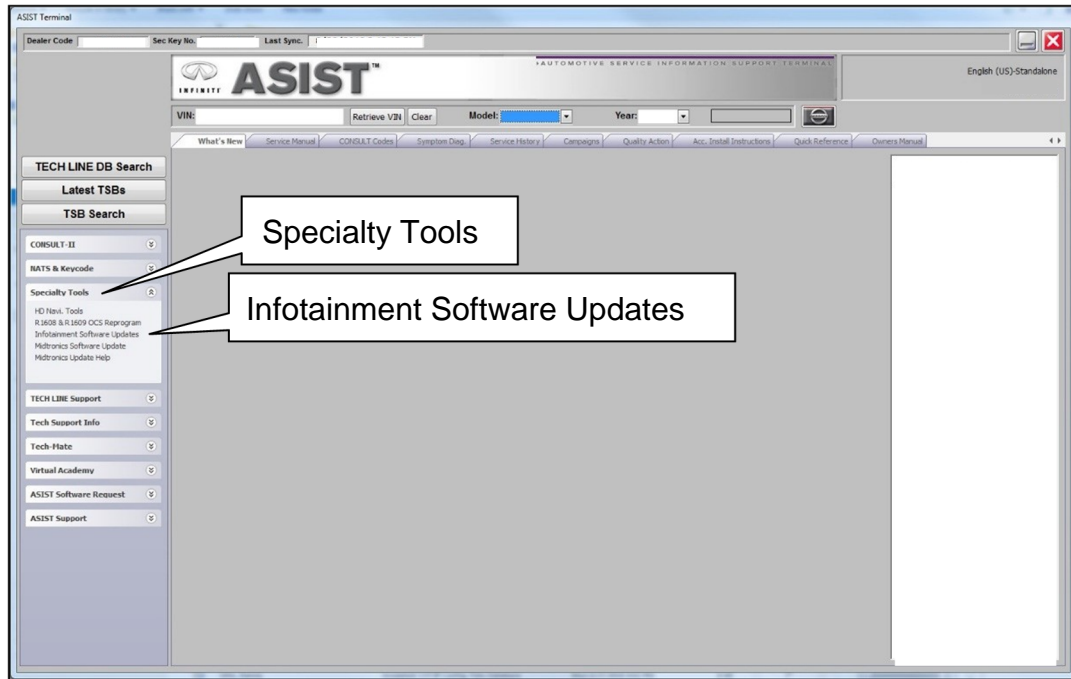 ASIST Terminal
Dealer Code Sec Key No. Last Sync.
INFINITI ASIST™
AUTOMOTIVE SERVICE INFORMATION SUPPORT TERMINAL
English (US)-Standalone
VIN: Retrieve VIN Clear Model: Year:
What's New Service Manual CONSULT Codes Symptom Diag. Service History Campaigns Quality Action Acc. Install Instructions Quick Reference Owners Manual
TECH LINE DB Search
Latest TSBs
TSB Search
CONSULT-II
NATS & Keycode
Specialty Tools
HD Navi. Tools
R1608 & R1609 OCS Reprogram
Infotainment Software Updates
Midtronics Software Update
Midtronics Update Help
TECH LINE Support
Tech Support Info
Tech-Mate
Virtual Academy
ASIST Software Request
ASIST Support
Specialty Tools
Infotainment Software Updates